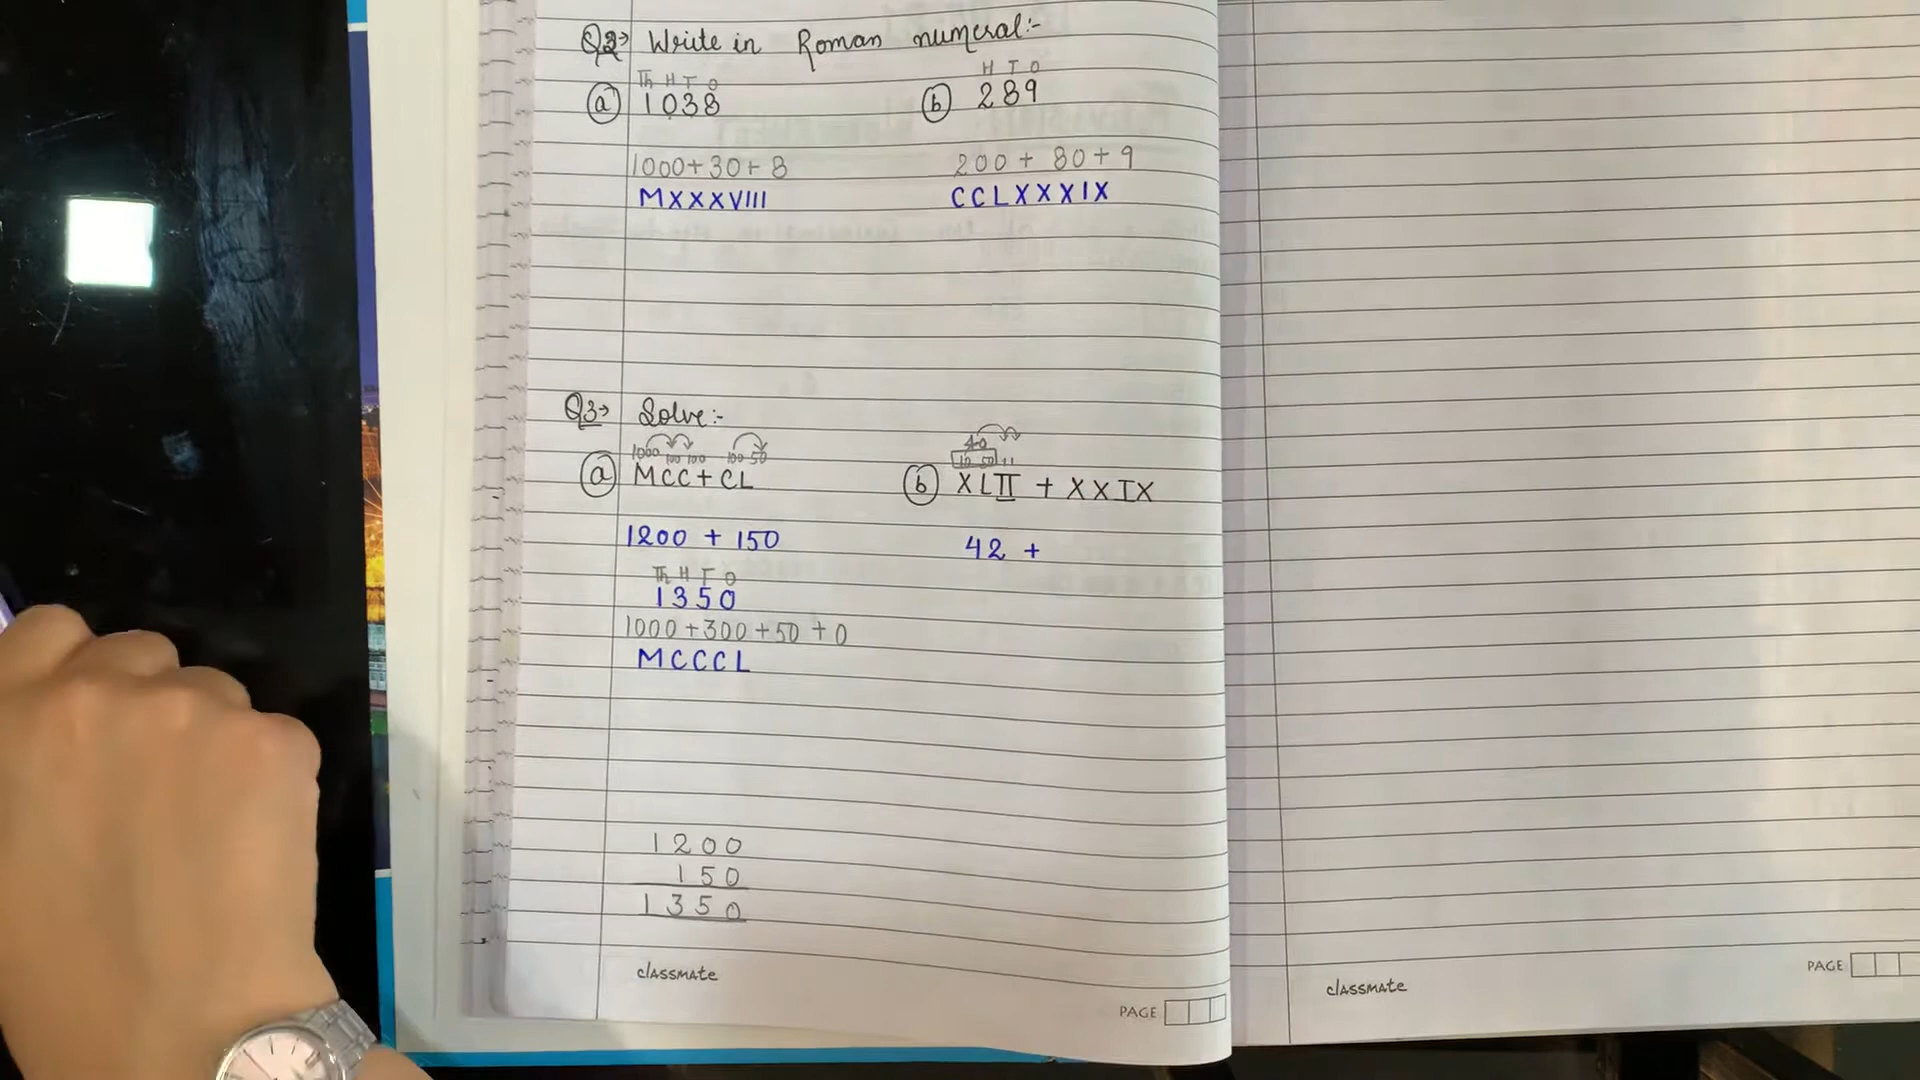 Q2→ Write in Roman numeral:-
Th H T O
H T O
(a) 1038
(b) 289
1000+30+8
200 + 80+9
MXXXVIII
CCLXXXIX
Q3→ Solve:-
1000 100 100 100 50
40
10 50 11
(a) MCC+CL
(b) XLII + XXIX
1200 + 150
42 +
Th H T O
1350
1000+300+50+0
MCCCL
1200
150
1350
classmate
PAGE
classmate
PAGE